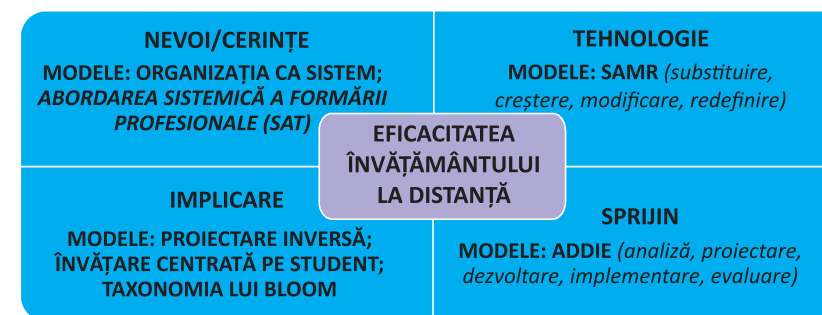 NEVOI/CERINȚE
MODELE: ORGANIZAȚIA CA SISTEM;
ABORDAREA SISTEMICĂ A FORMĂRII
PROFESIONALE (SAT)
TEHNOLOGIE
MODELE: SAMR (substituire,
creștere, modificare, redefinire)
EFICACITATEA
ÎNVĂȚĂMÂNTULUI
LA DISTANȚĂ
IMPLICARE
MODELE: PROIECTARE INVERSĂ;
ÎNVĂȚARE CENTRATĂ PE STUDENT;
TAXONOMIA LUI BLOOM
SPRIJIN
MODELE: ADDIE (analiză, proiectare,
dezvoltare, implementare, evaluare)